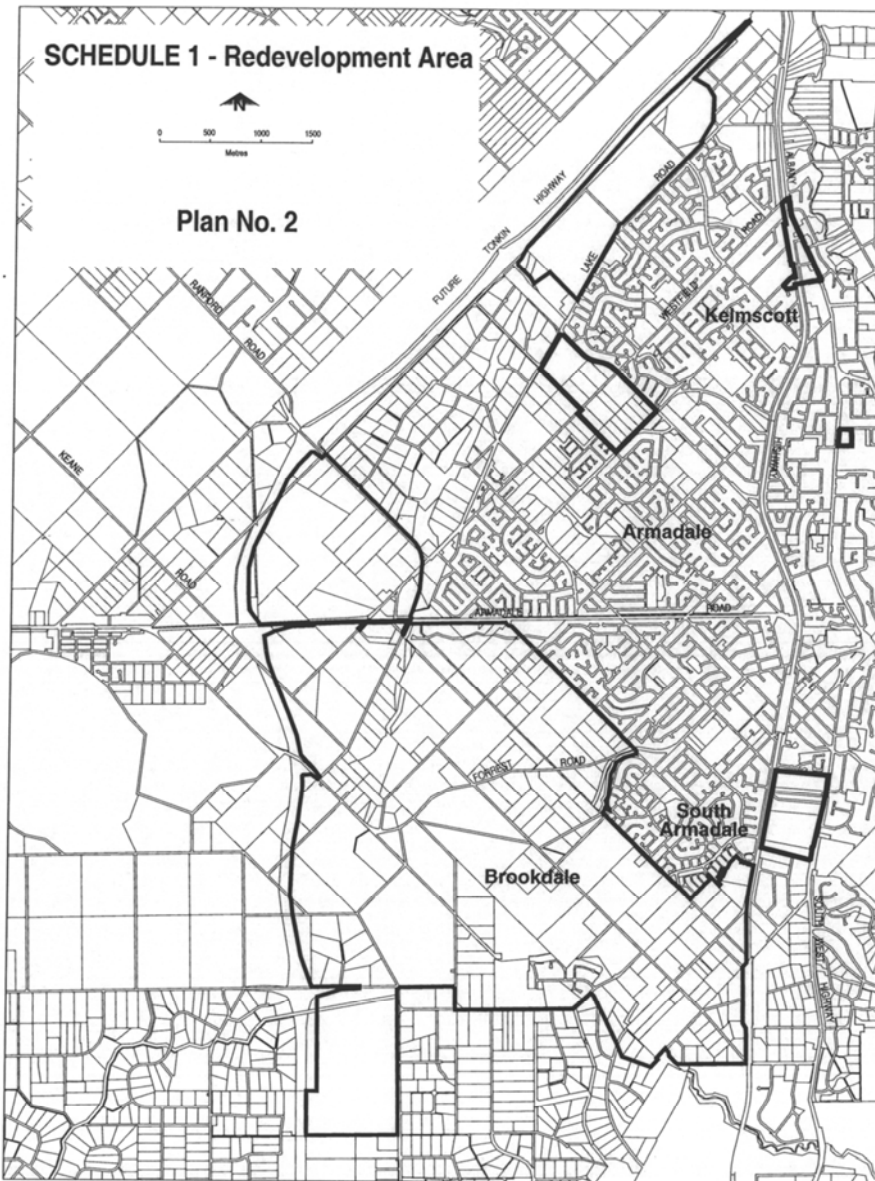 SCHEDULE 1 - Redevelopment Area
N
0 500 1000 1500
Metres
Plan No. 2
ALBANY
HIGHWAY
FUTURE TONKIN HIGHWAY
LAKE ROAD
WESTFIELD ROAD
Kelmscott
RANFORD ROAD
KEANE ROAD
Armadale
ARMADALE ROAD
FORREST ROAD
South
Armadale
Brookdale
SOUTH WEST HIGHWAY